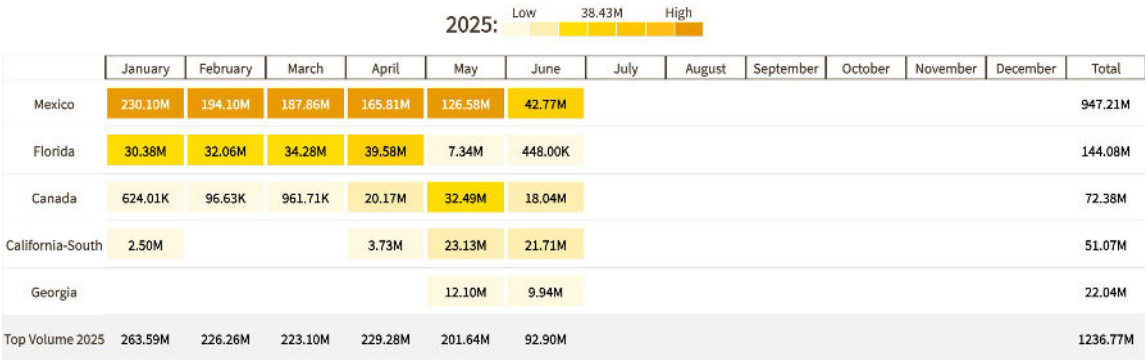 Low 38.43M High
2025:
January February March April May June July August September October November December Total
Mexico 230.10M 194.10M 187.86M 165.81M 126.58M 42.77M 947.21M
Florida 30.38M 32.06M 34.28M 39.58M 7.34M 448.00K 144.08M
Canada 624.01K 96.63K 961.71K 20.17M 32.49M 18.04M 72.38M
California-South 2.50M 3.73M 23.13M 21.71M 51.07M
Georgia 12.10M 9.94M 22.04M
Top Volume 2025 263.59M 226.26M 223.10M 229.28M 201.64M 92.90M 1236.77M